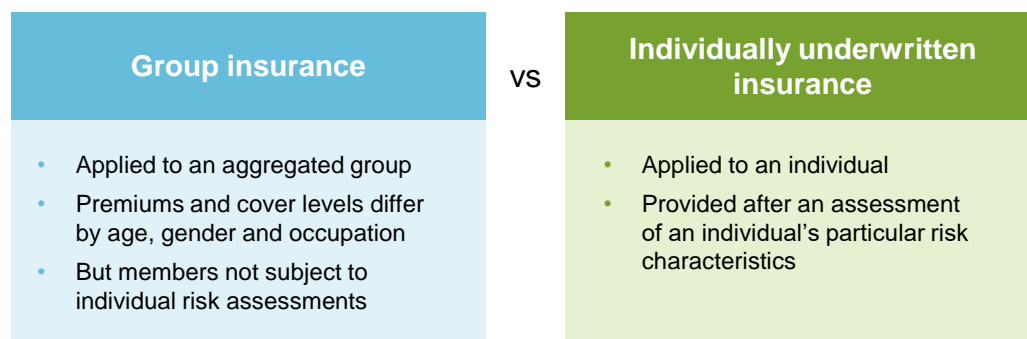 Group insurance
vs
Individually underwritten
insurance
• Applied to an aggregated group
• Premiums and cover levels differ
by age, gender and occupation
• But members not subject to
individual risk assessments
• Applied to an individual
• Provided after an assessment
of an individual’s particular risk
characteristics